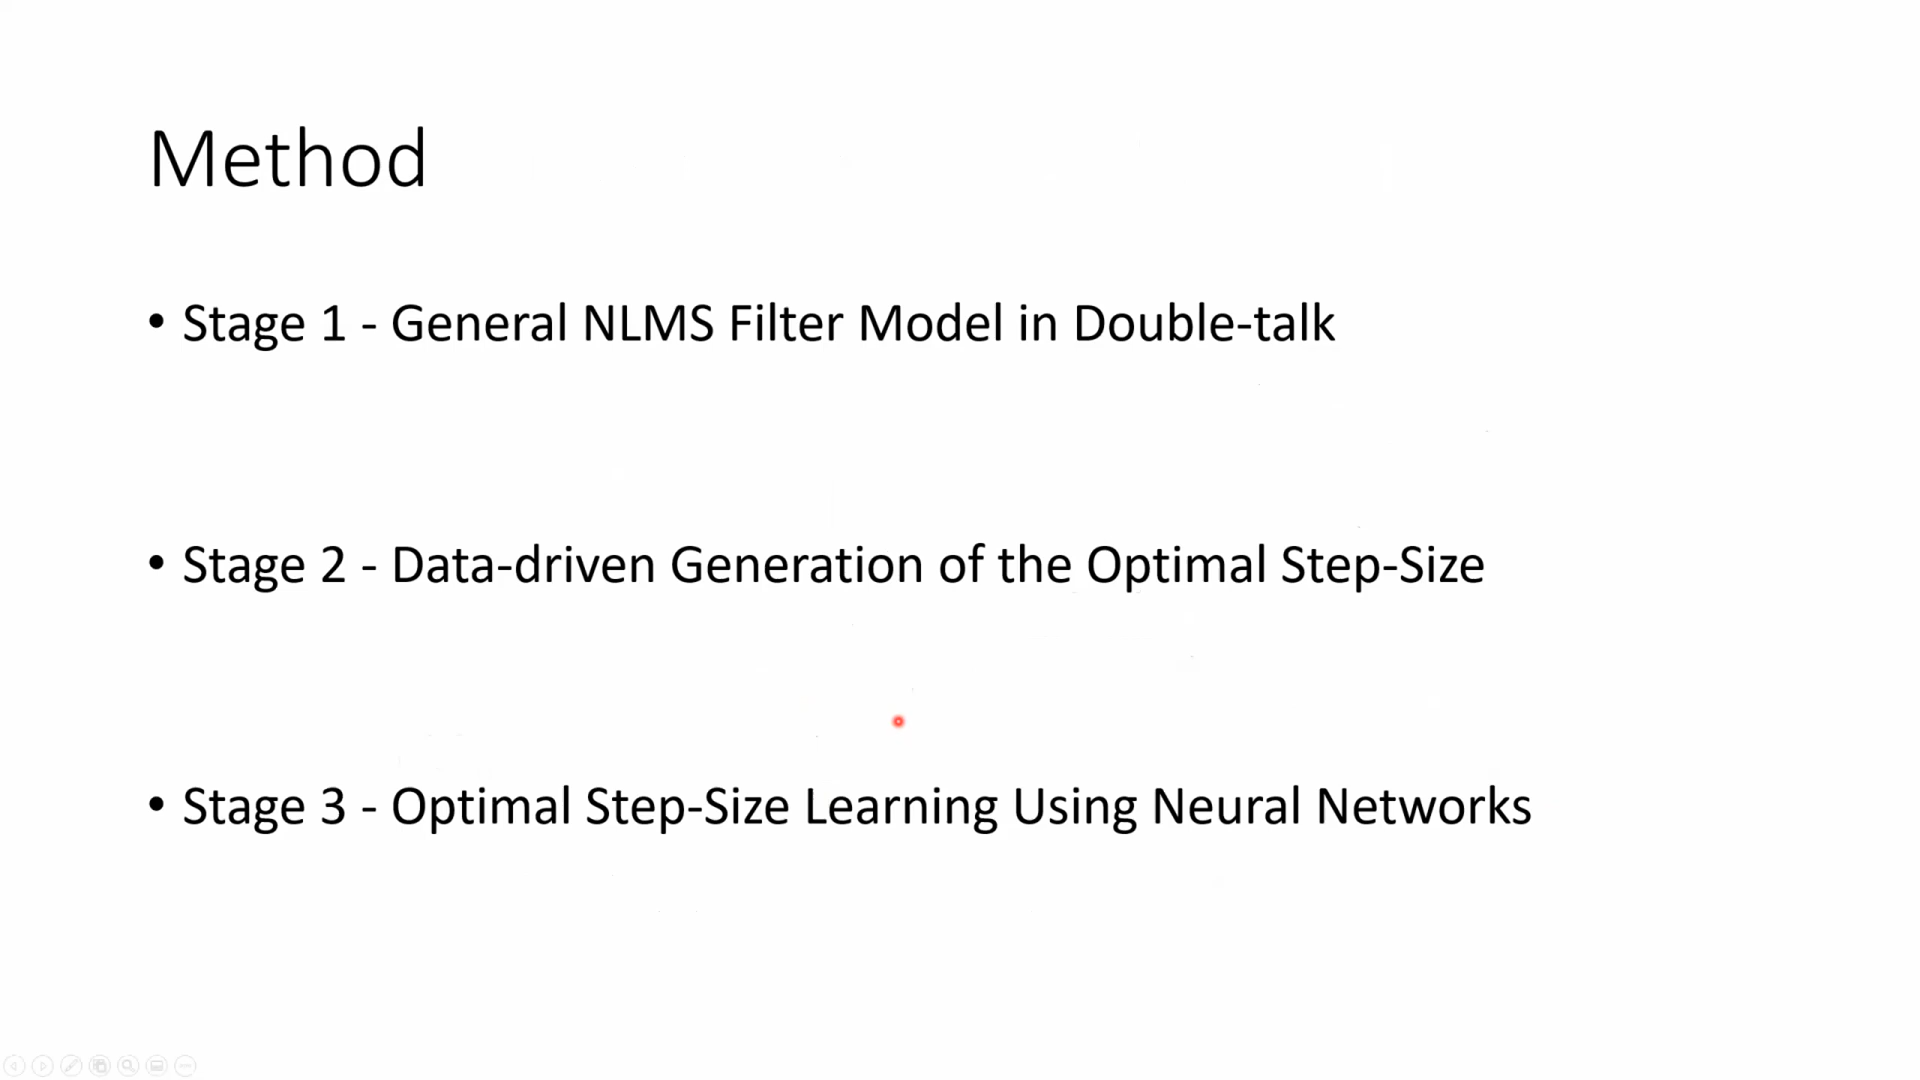 Method
• Stage 1 - General NLMS Filter Model in Double-talk
• Stage 2 - Data-driven Generation of the Optimal Step-Size
• Stage 3 - Optimal Step-Size Learning Using Neural Networks